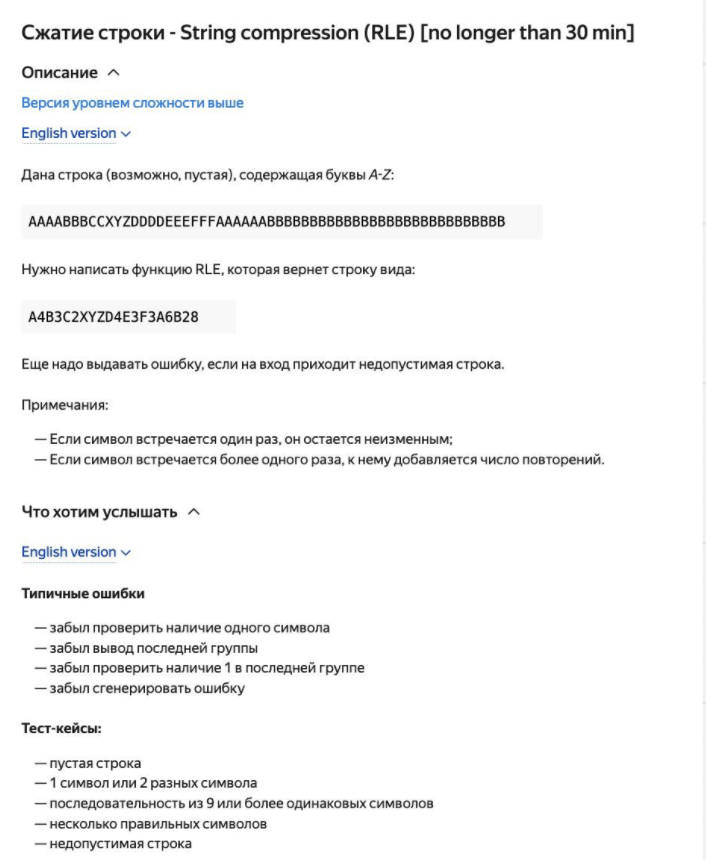 Сжатие строки - String compression (RLE) [no longer than 30 min]
Описание
Версия уровнем сложности выше
English version
Дана строка (возможно, пустая), содержащая буквы A-Z:
AAAABBBCCXYZDDDDEEEFFFAAAAAABBBBBBBBBBBBBBBBBBBBBBBBBBBB
Нужно написать функцию RLE, которая вернет строку вида:
A4B3C2XYZD4E3F3A6B28
Еще надо выдавать ошибку, если на вход приходит недопустимая строка.
Примечания:
— Если символ встречается один раз, он остается неизменным;
— Если символ встречается более одного раза, к нему добавляется число повторений.
Что хотим услышать
English version
Типичные ошибки
— забыл проверить наличие одного символа
— забыл вывод последней группы
— забыл проверить наличие 1 в последней группе
— забыл сгенерировать ошибку
Тест-кейсы:
— пустая строка
— 1 символ или 2 разных символа
— последовательность из 9 или более одинаковых символов
— несколько правильных символов
— недопустимая строка